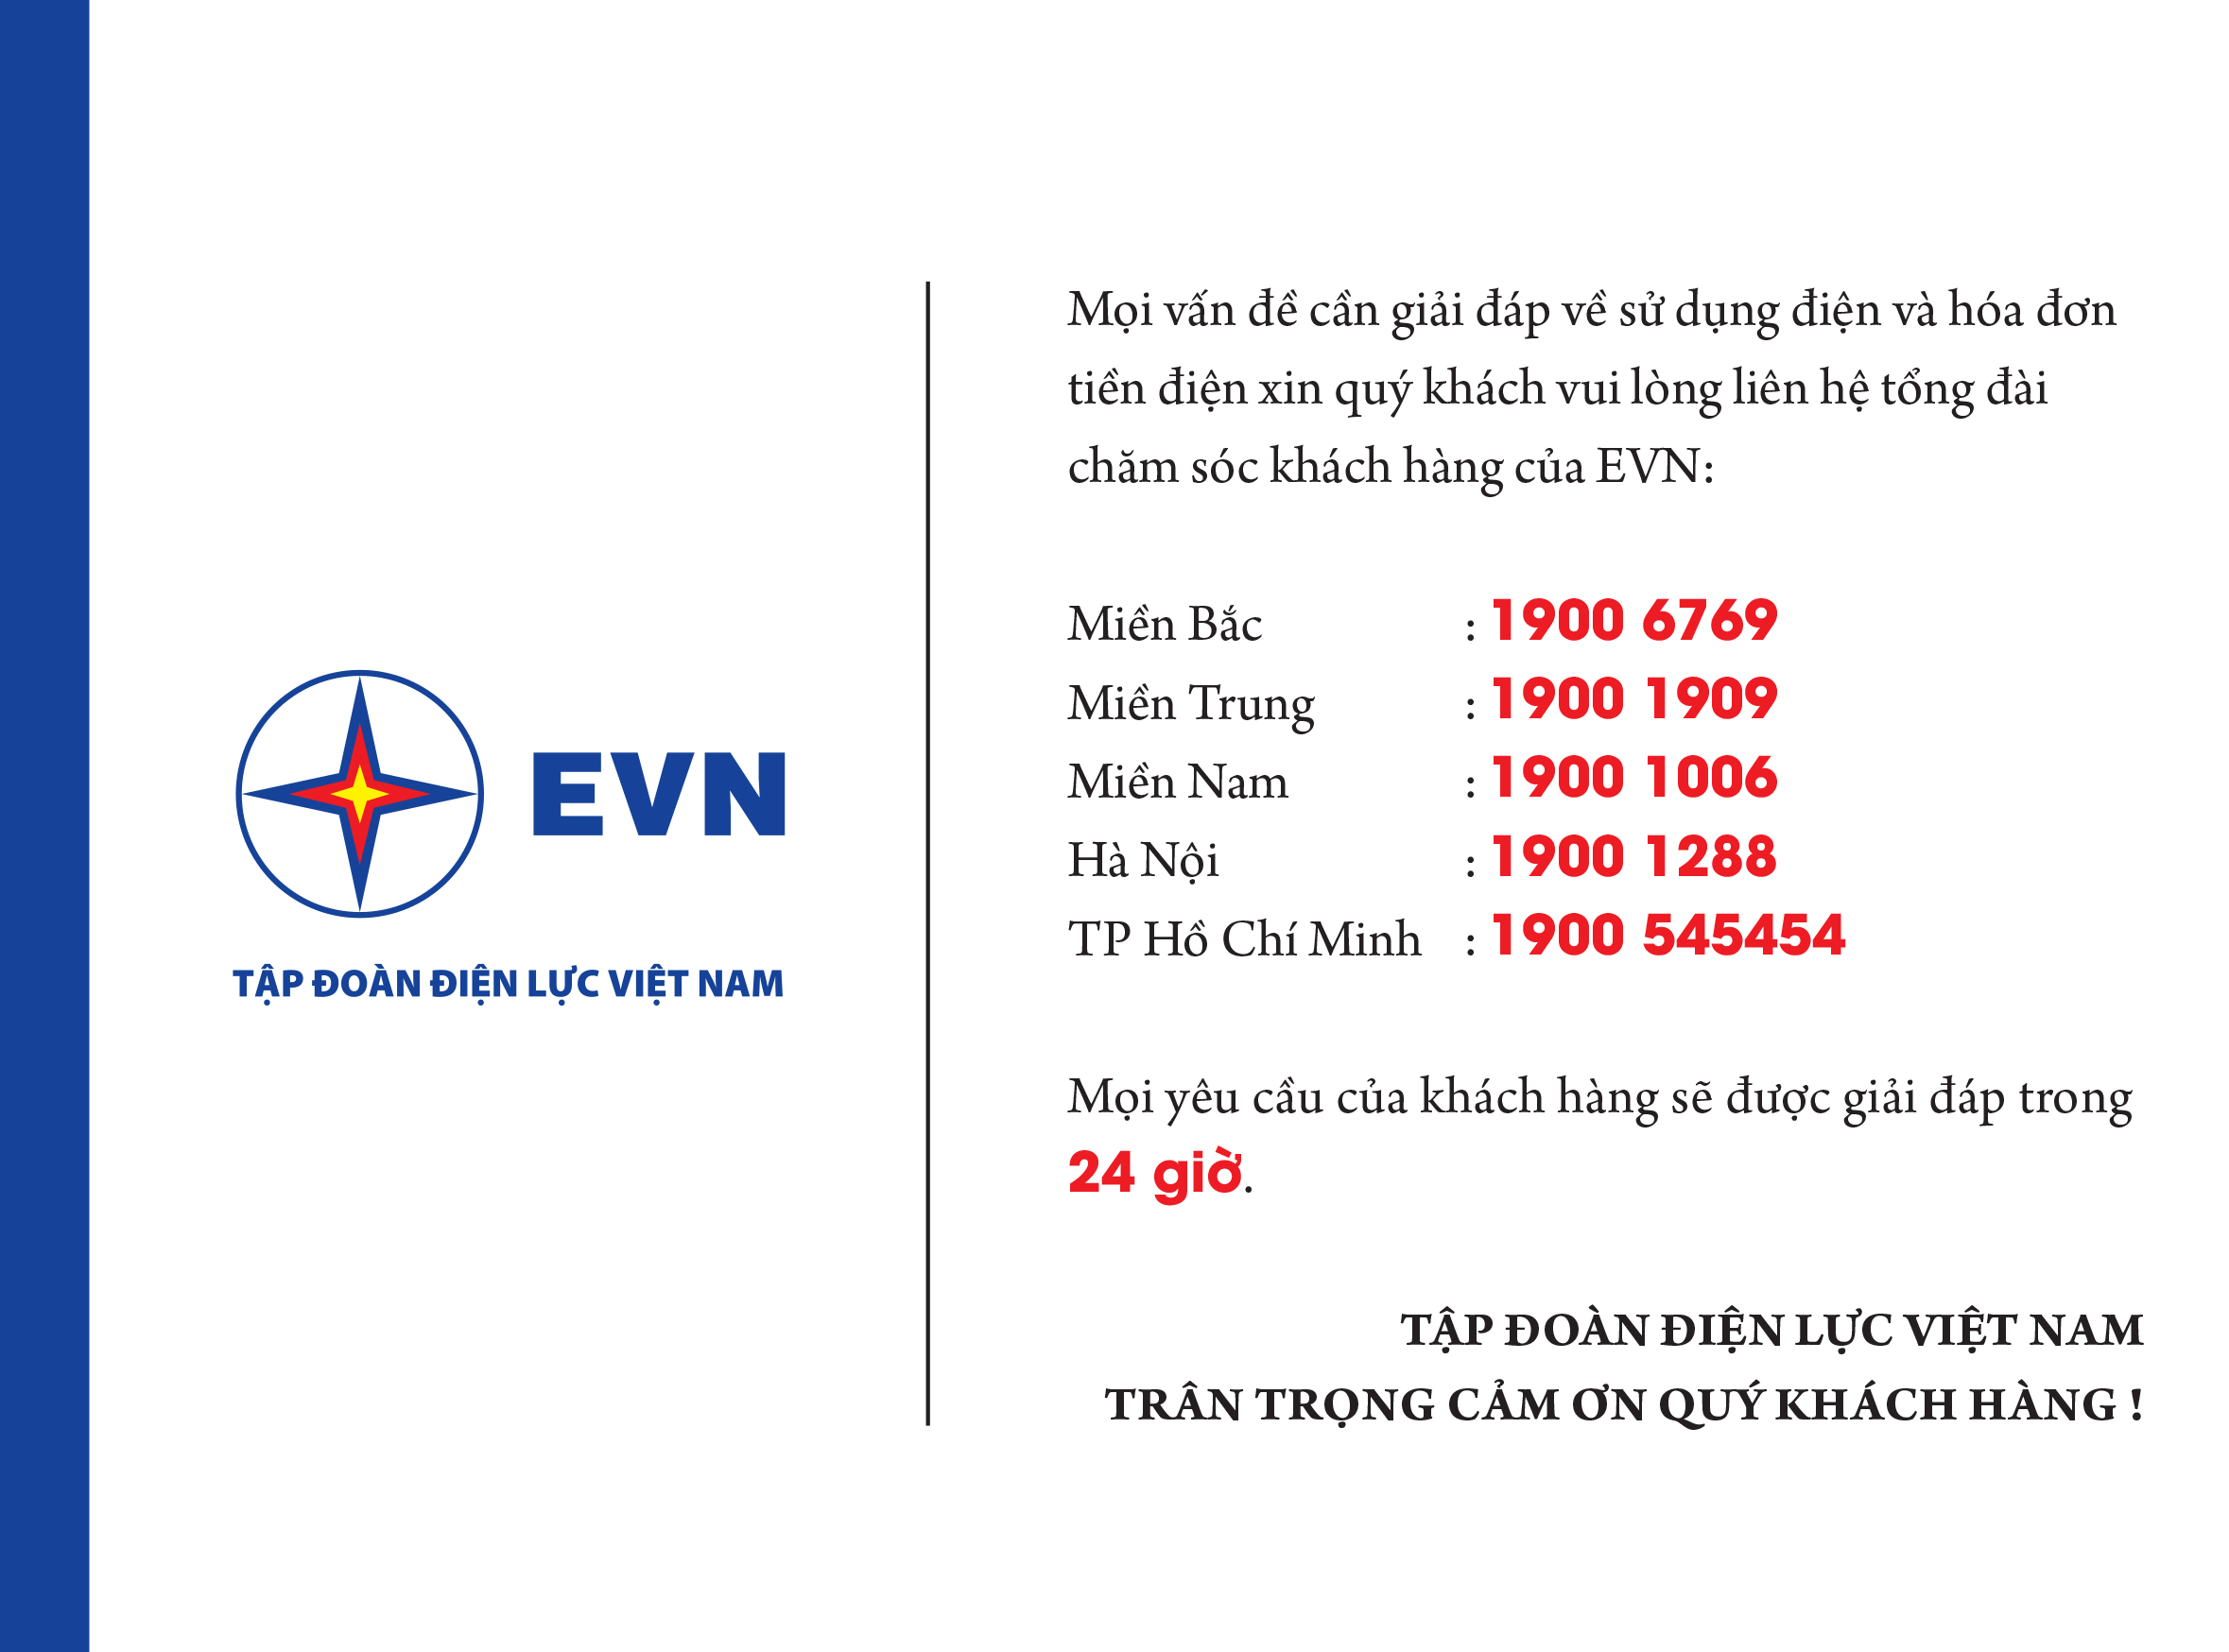 EVN
TẬP ĐOÀN ĐIỆN LỰC VIỆT NAM
Mọi vấn đề cần giải đáp về sử dụng điện và hóa đơn
tiền điện xin quý khách vui lòng liên hệ tổng đài
chăm sóc khách hàng của EVN:
Miền Bắc : 1900 6769
Miền Trung : 1900 1909
Miền Nam : 1900 1006
Hà Nội : 1900 1288
TP Hồ Chí Minh : 1900 545454
Mọi yêu cầu của khách hàng sẽ được giải đáp trong
24 giờ.
TẬP ĐOÀN ĐIỆN LỰC VIỆT NAM
TRÂN TRỌNG CẢM ƠN QUÝ KHÁCH HÀNG !